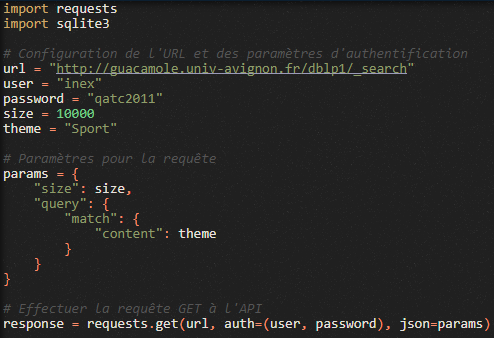 import requests
import sqlite3
# Configuration de l'URL et des paramètres d'authentification
url = "http://guacamole.univ-avignon.fr/dblp1/_search"
user = "inex"
password = "qatc2011"
size = 10000
theme = "Sport"
# Paramètres pour la requête
params = {
    "size": size,
    "query": {
        "match": {
            "content": theme
        }
    }
}
# Effectuer la requête GET à l'API
response = requests.get(url, auth=(user, password), json=params)